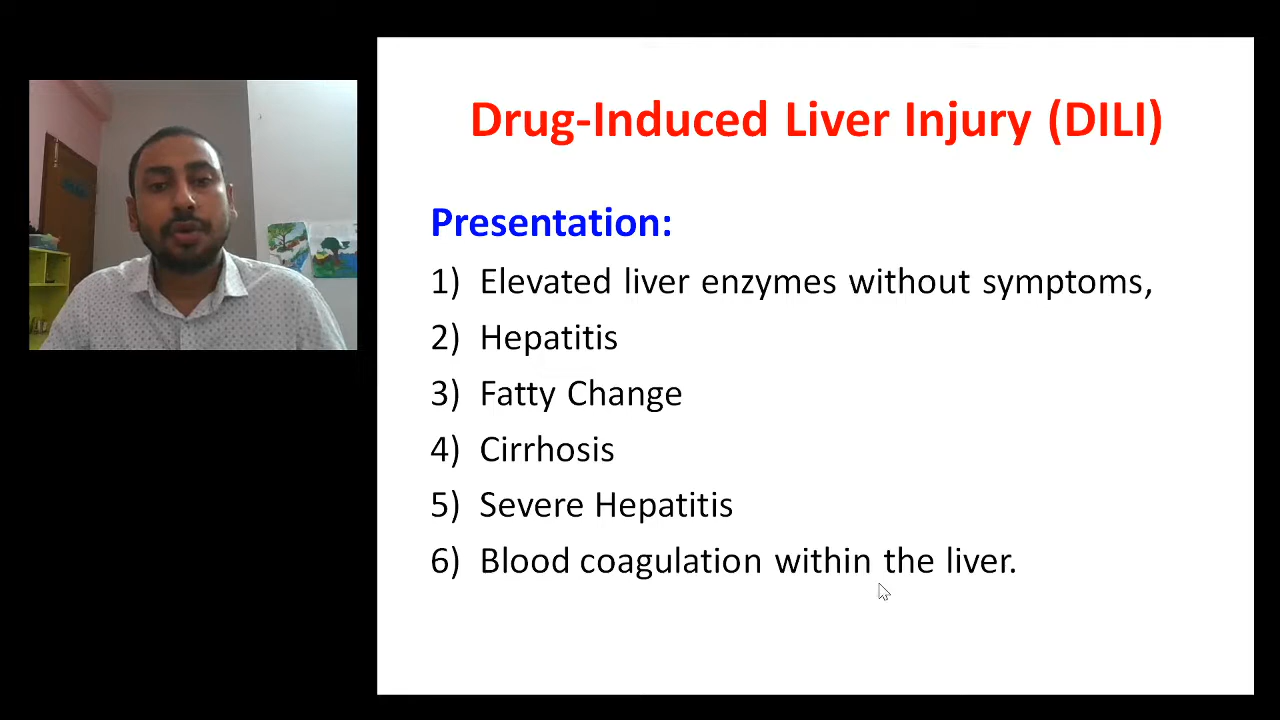 Drug-Induced Liver Injury (DILI)
Presentation:
1) Elevated liver enzymes without symptoms,
2) Hepatitis
3) Fatty Change
4) Cirrhosis
5) Severe Hepatitis
6) Blood coagulation within the liver.